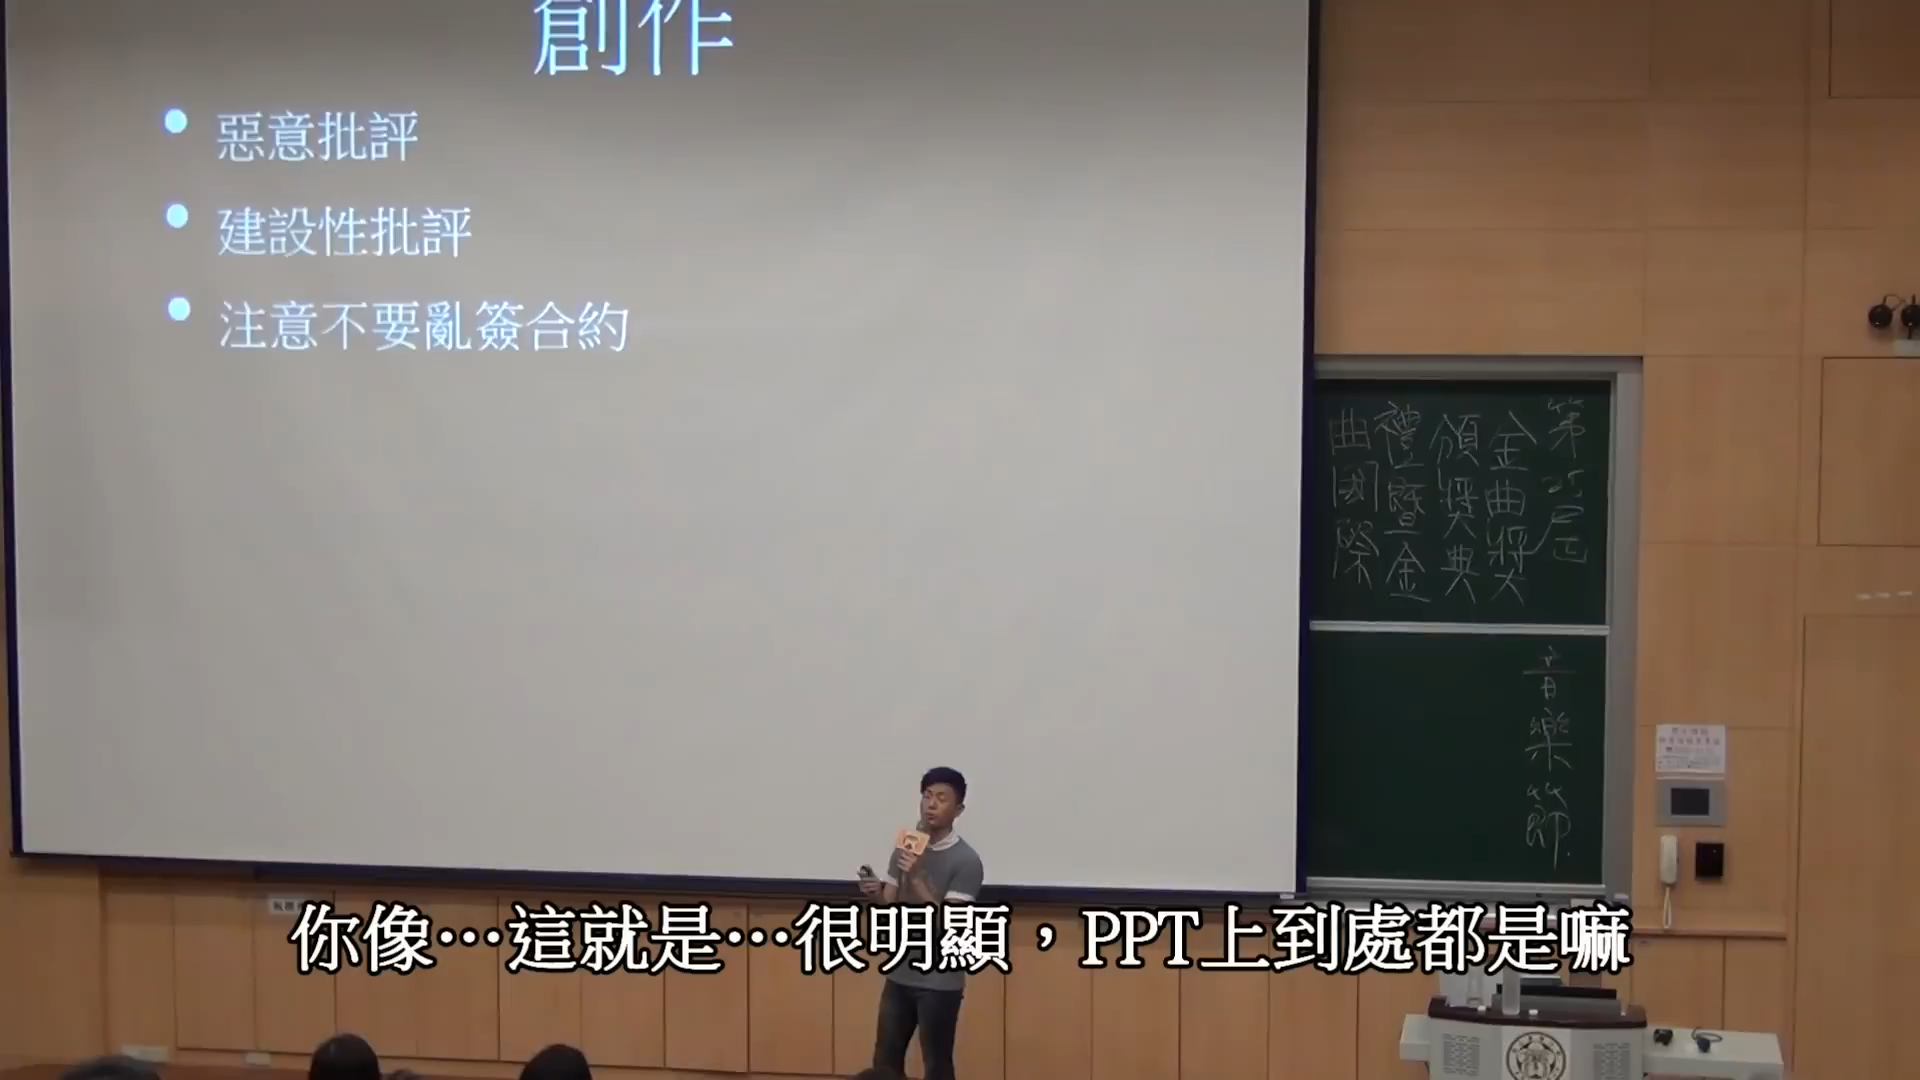 創作
惡意批評
建設性批評
注意不要亂簽合約
第25屆
金曲獎
頒獎典
禮暨金
曲國際
音樂節
你像…這就是…很明顯，PPT上到處都是嘛